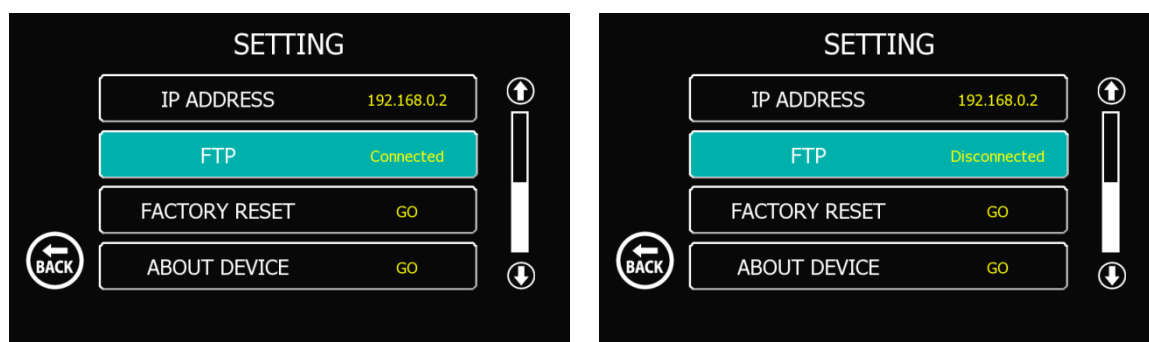 SETTING
IP ADDRESS 192.168.0.2
FTP Connected
FACTORY RESET GO
ABOUT DEVICE GO
BACK
SETTING
IP ADDRESS 192.168.0.2
FTP Disconnected
FACTORY RESET GO
ABOUT DEVICE GO
BACK